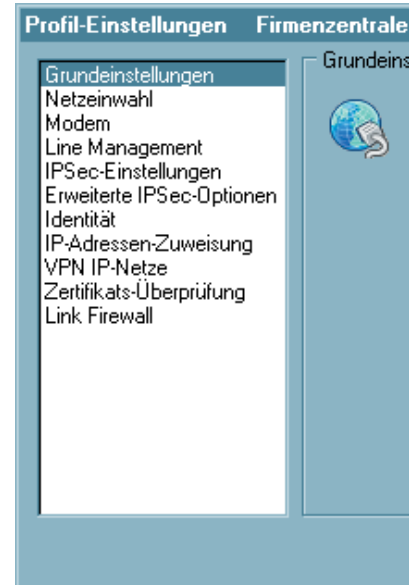 Profil-Einstellungen Firmenzentrale
Grundeinstellungen
Netzeinwahl
Modem
Line Management
IPSec-Einstellungen
Erweiterte IPSec-Optionen
Identität
IP-Adressen-Zuweisung
VPN IP-Netze
Zertifikats-Überprüfung
Link Firewall
Grundeins